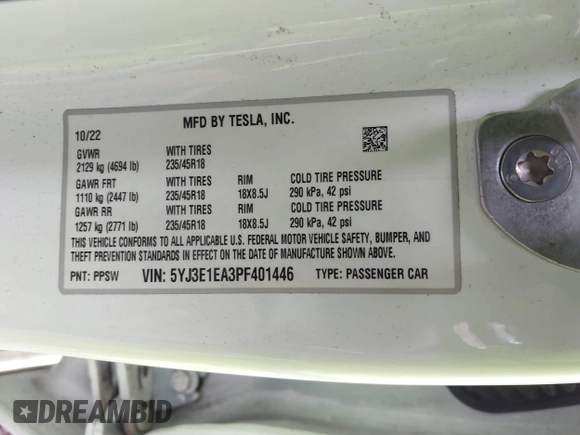 MFD BY TESLA, INC.
10/22
GVWR WITH TIRES
2129 kg (4694 lb) 235/45R18
GAWR FRT WITH TIRES RIM COLD TIRE PRESSURE
1110 kg (2447 lb) 235/45R18 18X8.5J 290 kPa, 42 psi
GAWR RR WITH TIRES RIM COLD TIRE PRESSURE
1257 kg (2771 lb) 235/45R18 18X8.5J 290 kPa, 42 psi
THIS VEHICLE CONFORMS TO ALL APPLICABLE U.S. FEDERAL MOTOR VEHICLE SAFETY, BUMPER, AND
THEFT PREVENTION STANDARDS IN EFFECT ON THE DATE OF MANUFACTURE SHOWN ABOVE.
PNT: PPSW VIN: 5YJ3E1EA3PF401446 TYPE: PASSENGER CAR
DREAMBID